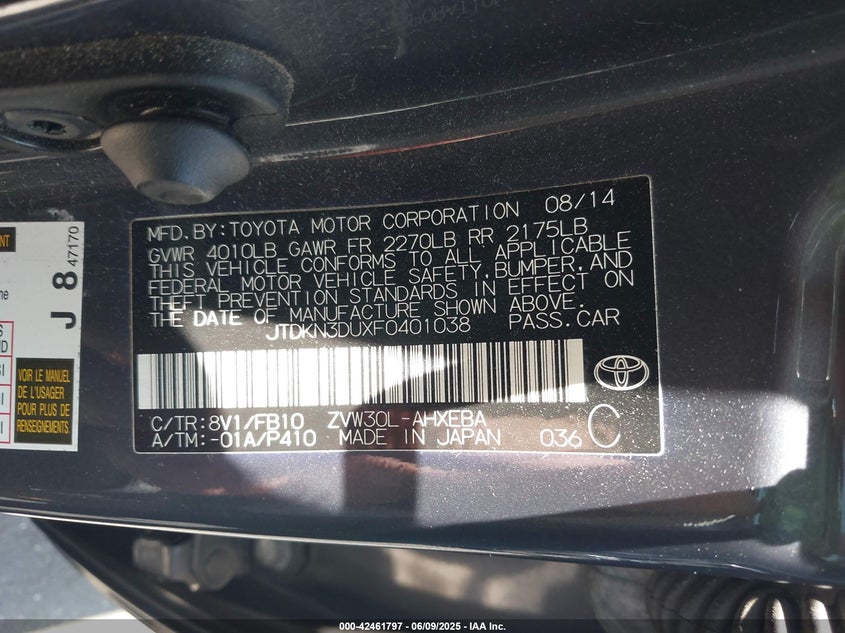 MFD. BY: TOYOTA MOTOR CORPORATION 08/14
GVWR 4010LB GAWR FR 2270LB RR 2175LB
THIS VEHICLE CONFORMS TO ALL APPLICABLE
FEDERAL MOTOR VEHICLE SAFETY, BUMPER, AND
THEFT PREVENTION STANDARDS IN EFFECT ON
THE DATE OF MANUFACTURE SHOWN ABOVE.
JTDKN3DUXF0401038 PASS. CAR
C/TR: 8V1/FB10 ZVW30L-AHXEBA
A/TM: -01A/P410 MADE IN JAPAN 036 C
J 8 47170
VOIR LE MANUEL
DE L'USAGER
POUR PLUS DE
RENSEIGNEMENTS
000-42461797 - 06/09/2025 - IAA Inc.